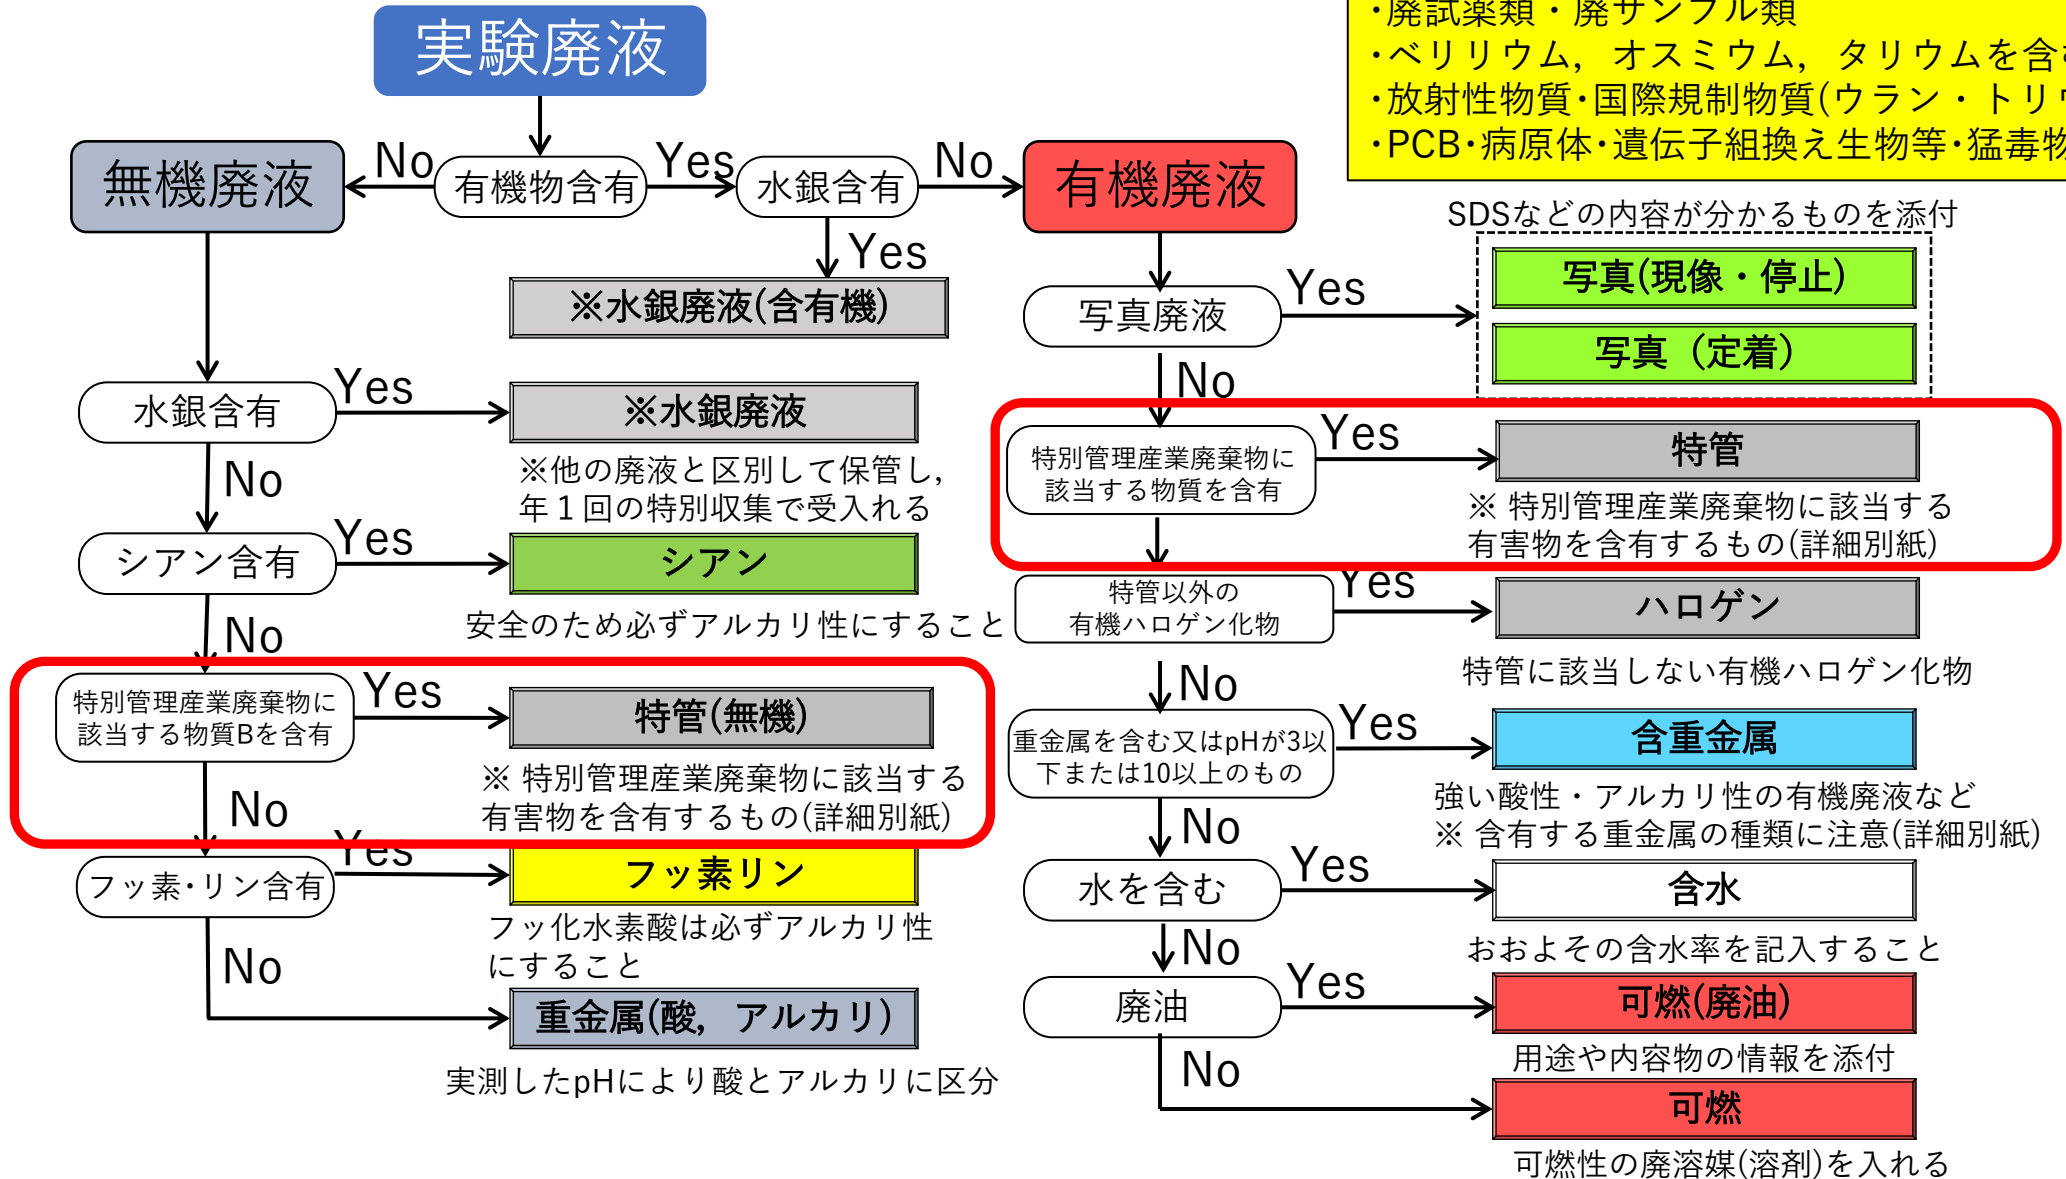 実験廃液
・廃試薬類・廃サンプル類
・ベリリウム，オスミウム，タリウムを含
・放射性物質・国際規制物質(ウラン・トリ
・PCB・病原体・遺伝子組換え生物等・猛毒物
無機廃液
No
有機物含有
Yes
水銀含有
No
有機廃液
Yes
※水銀廃液(含有機)
SDSなどの内容が分かるものを添付
写真廃液
Yes
写真(現像・停止)
写真（定着）
No
水銀含有
Yes
※水銀廃液
※他の廃液と区別して保管し，
年１回の特別収集で受入れる
No
シアン含有
Yes
シアン
安全のため必ずアルカリ性にすること
No
特別管理産業廃棄物に
該当する物質Bを含有
Yes
特管(無機)
※ 特別管理産業廃棄物に該当する
有害物を含有するもの(詳細別紙)
No
フッ素・リン含有
Yes
フッ素リン
フッ化水素酸は必ずアルカリ性
にすること
No
重金属(酸，アルカリ)
実測したpHにより酸とアルカリに区分
特別管理産業廃棄物に
該当する物質を含有
Yes
特管
※ 特別管理産業廃棄物に該当する
有害物を含有するもの(詳細別紙)
特管以外の
有機ハロゲン化物
Yes
ハロゲン
特管に該当しない有機ハロゲン化物
No
重金属を含む又はpHが3以
下または10以上のもの
Yes
含重金属
強い酸性・アルカリ性の有機廃液など
※ 含有する重金属の種類に注意(詳細別紙)
No
水を含む
Yes
含水
おおよその含水率を記入すること
No
廃油
Yes
可燃(廃油)
用途や内容物の情報を添付
No
可燃
可燃性の廃溶媒(溶剤)を入れる